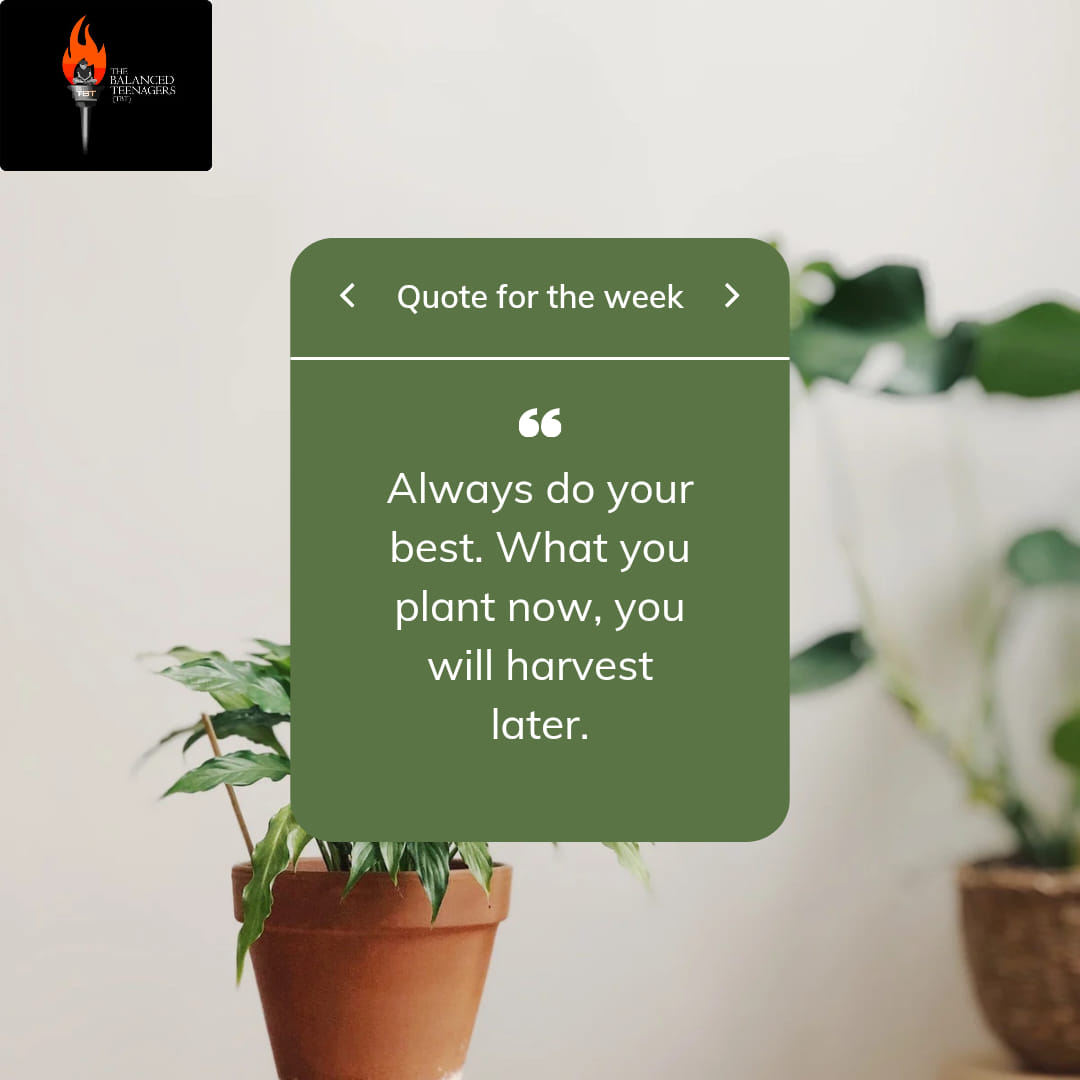 THE
BALANCED
TEENAGERS
(TBT)
TBT
Quote for the week
“
Always do your
best. What you
plant now, you
will harvest
later.